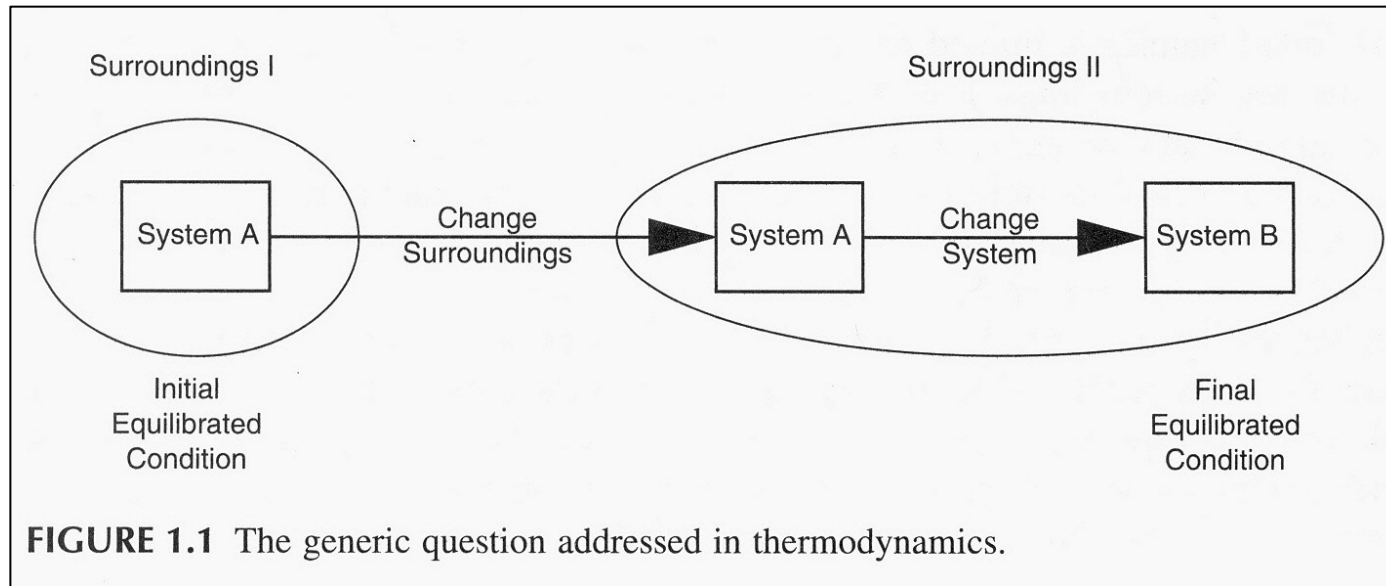 Surroundings I
Surroundings II
System A
Change
Surroundings
System A
Change
System
System B
Initial
Equilibrated
Condition
Final
Equilibrated
Condition
FIGURE 1.1 The generic question addressed in thermodynamics.